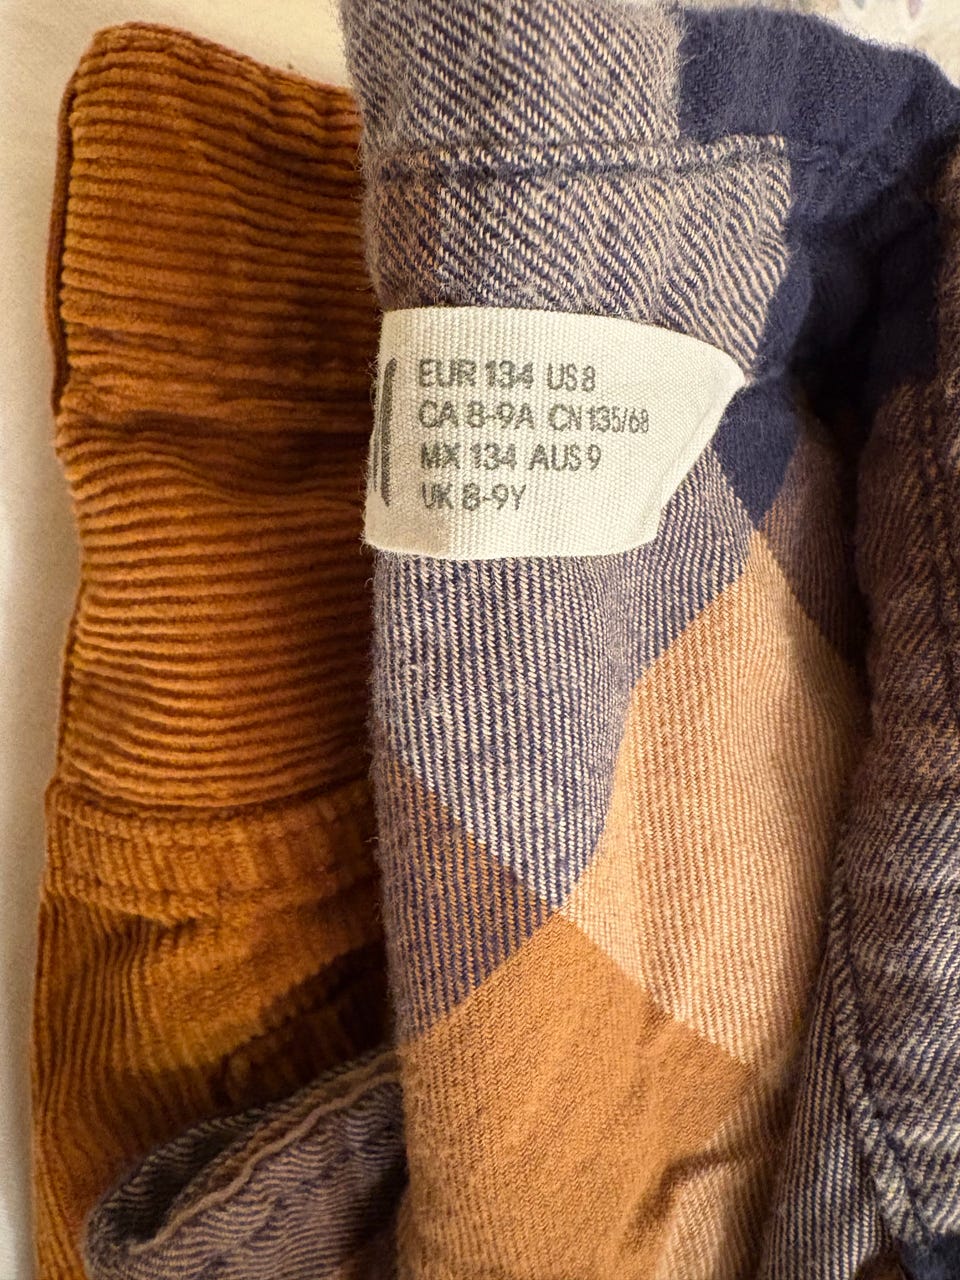 EUR 134 US 8
CA 8-9A CN 135/68
MX 134 AUS 9
UK 8-9Y